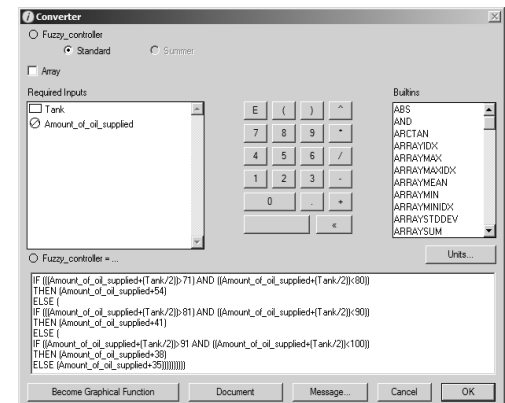 Converter
Fuzzy_controller
Standard Summer
Array
Required Inputs
Tank
Amount_of_oil_supplied
E ( ) ^
7 8 9 *
4 5 6 /
1 2 3 -
0 . +
«
Builtins
ABS
AND
ARCTAN
ARRAYIDX
ARRAYMAX
ARRAYMAXIDX
ARRAYMEAN
ARRAYMIN
ARRAYMINIDX
ARRAYSTDDEV
ARRAYSUM
Units...
Fuzzy_controller = ...
IF (((Amount_of_oil_supplied+(Tank/2))>71) AND ((Amount_of_oil_supplied+(Tank/2))<80))
THEN (Amount_of_oil_supplied+54)
ELSE (
IF ((Amount_of_oil_supplied+(Tank/2))>81) AND ((Amount_of_oil_supplied+(Tank/2))<90))
THEN (Amount_of_oil_supplied+41)
ELSE (
IF ((Amount_of_oil_supplied+(Tank/2))>91 AND ((Amount_of_oil_supplied+(Tank/2))<100))
THEN (Amount_of_oil_supplied+38)
ELSE (Amount_of_oil_supplied+35))))))))))
Become Graphical Function Document Message... Cancel OK